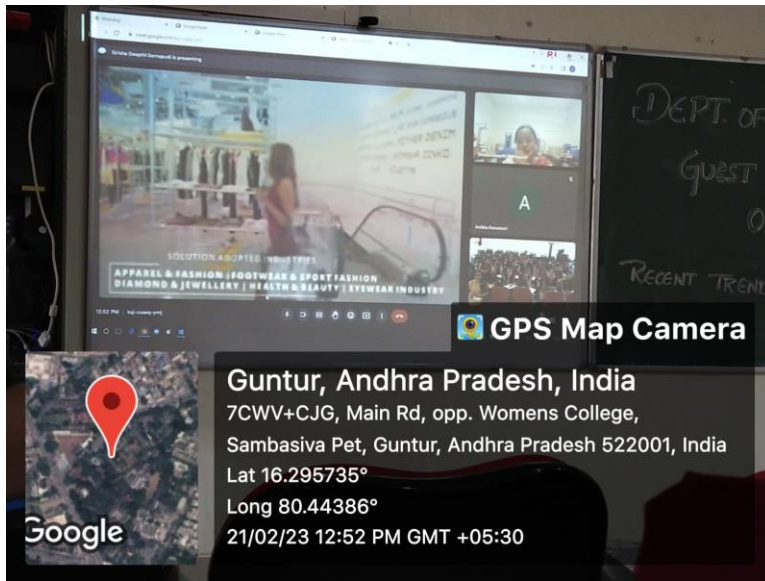 Sirisha Deepthi Sornapudi is presenting
SOLUTION ADOPTED INDUSTRIES
APPAREL & FASHION |FOOTWEAR & SPORT FASHION
DIAMOND & JEWELLERY | HEALTH & BEAUTY | EYEWEAR INDUSTRY
A
12:52 PM
DEPT. OF
GUEST
RECENT TREND
GPS Map Camera
Guntur, Andhra Pradesh, India
7CWV+CJG, Main Rd, opp. Womens College,
Sambasiva Pet, Guntur, Andhra Pradesh 522001, India
Lat 16.295735°
Long 80.44386°
21/02/23 12:52 PM GMT +05:30
Google